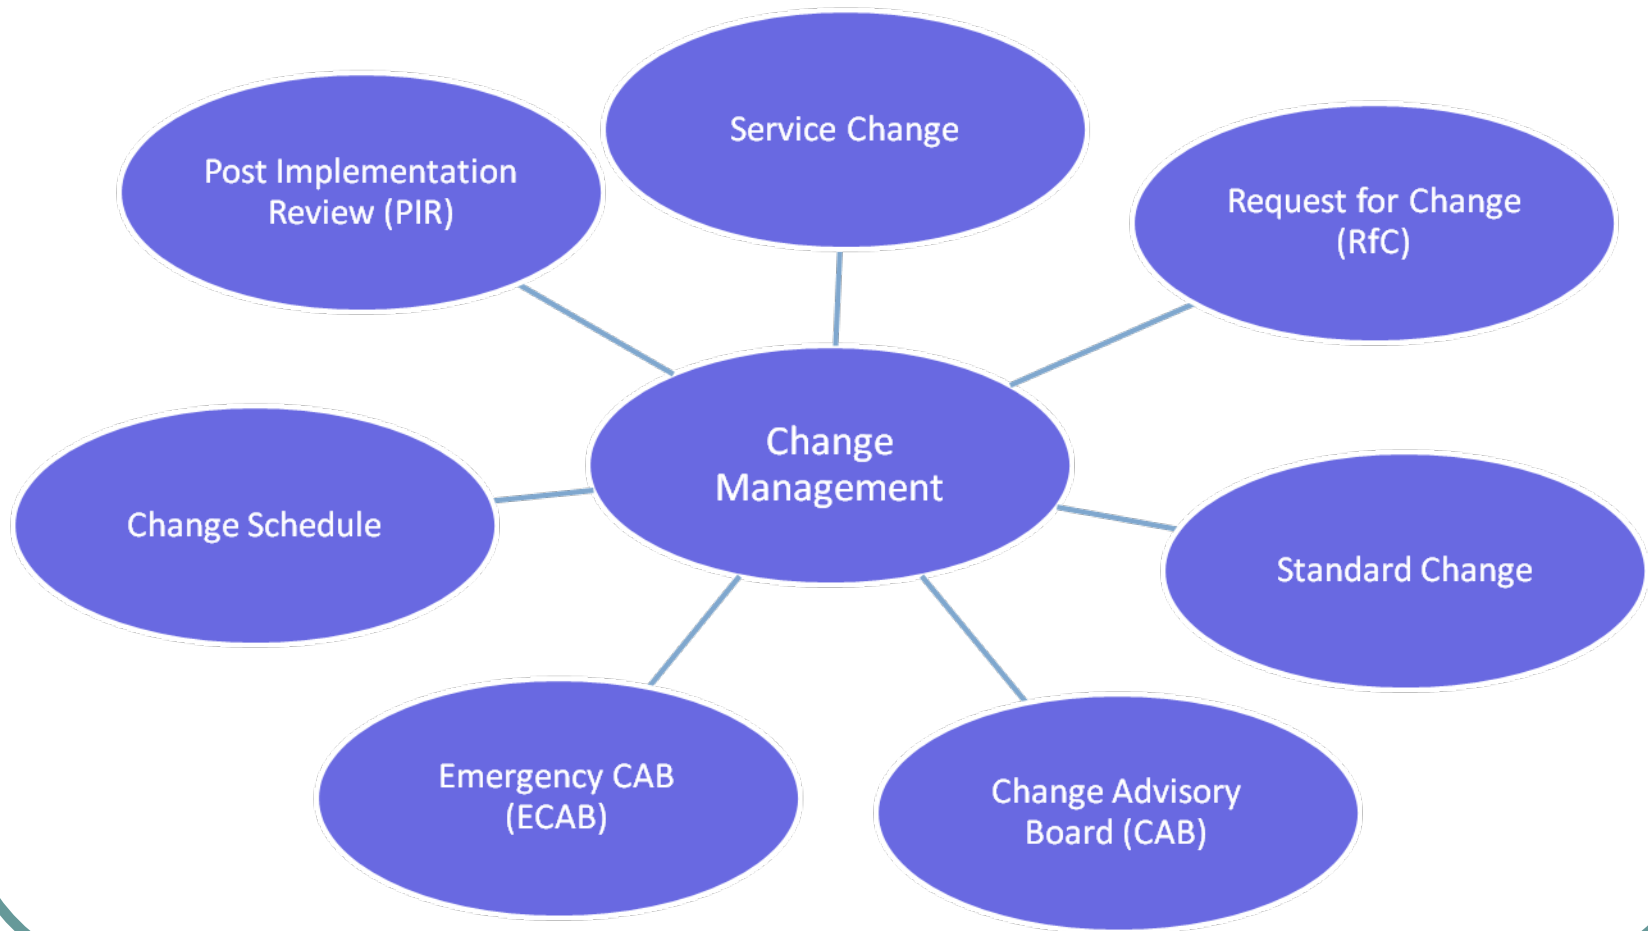 Service Change
Post Implementation
Review (PIR)
Request for Change
(RfC)
Change
Management
Change Schedule
Standard Change
Emergency CAB
(ECAB)
Change Advisory
Board (CAB)